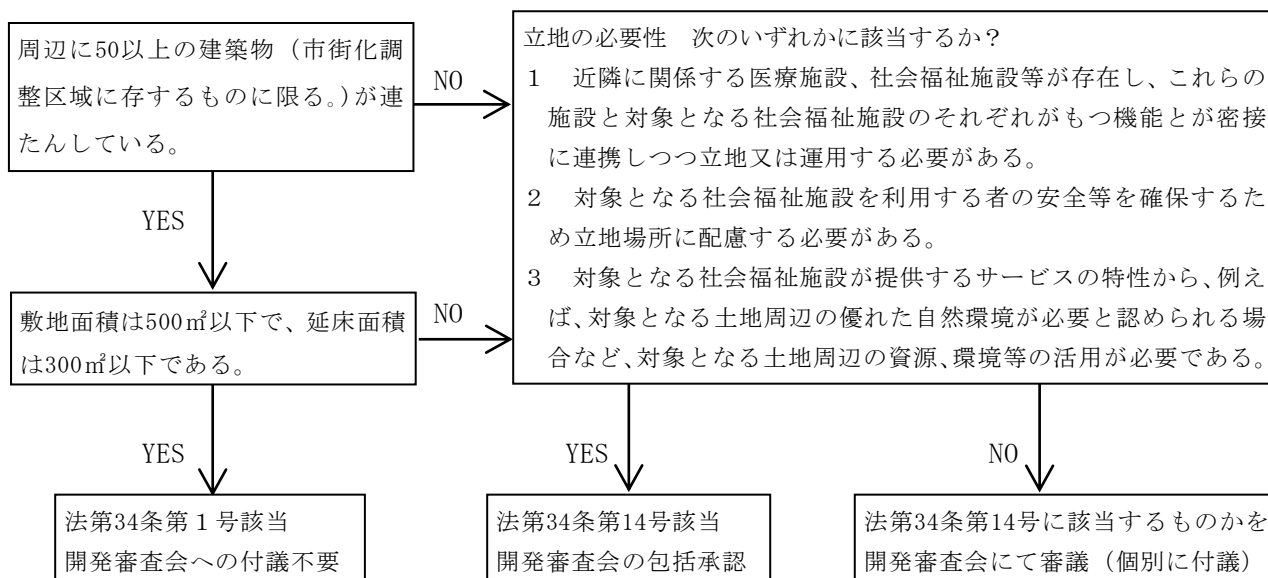 周辺に50以上の建築物（市街化調
整区域に存するものに限る。）が連
たんしている。
NO
YES
敷地面積は500㎡以下で、延床面積
は300㎡以下である。
NO
YES
法第34条第１号該当
開発審査会への付議不要
立地の必要性　次のいずれかに該当するか？
１　近隣に関係する医療施設、社会福祉施設等が存在し、これらの
施設と対象となる社会福祉施設のそれぞれがもつ機能とが密接
に連携しつつ立地又は運用する必要がある。
２　対象となる社会福祉施設を利用する者の安全等を確保するた
め立地場所に配慮する必要がある。
３　対象となる社会福祉施設が提供するサービスの特性から、例え
ば、対象となる土地周辺の優れた自然環境が必要と認められる場
合など、対象となる土地周辺の資源、環境等の活用が必要である。
YES
NO
法第34条第14号該当
開発審査会の包括承認
法第34条第14号に該当するものかを
開発審査会にて審議（個別に付議）